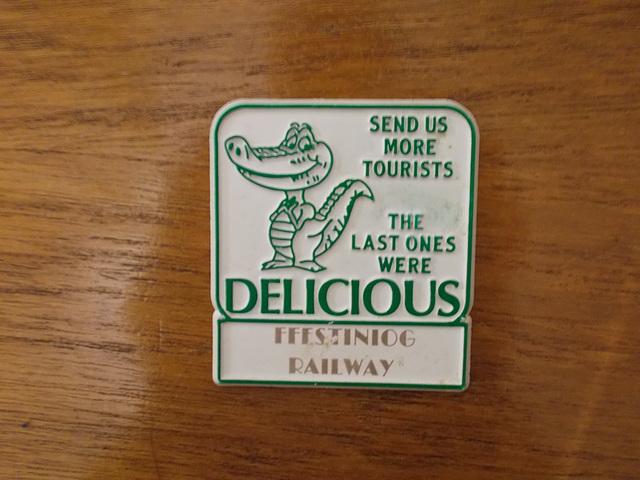 SEND US
MORE
TOURISTS
THE
LAST ONES
WERE
DELICIOUS
FFESTINIOG
RAILWAY